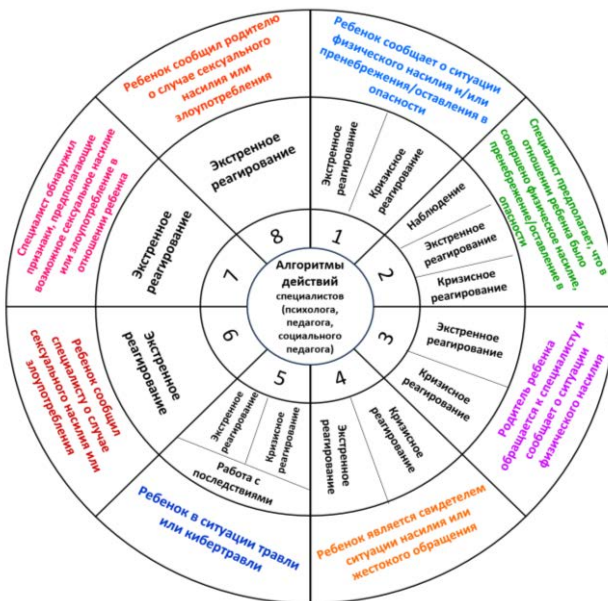 Алгоритмы
действий
специалистов
(психолога,
педагога,
социального
педагога)
1
Ребенок сообщает о ситуации
физического насилия и/или
пренебрежения/оставления в
опасности
Экстренное
реагирование
Кризисное
реагирование
2
Специалист предполагает, что в
отношении ребенка было
совершено физическое насилие,
пренебрежение/оставление в
опасности
Наблюдение
Экстренное
реагирование
Кризисное
реагирование
3
Родитель ребенка
обращается к специалисту и
сообщает о ситуации
физического насилия
Экстренное
реагирование
Кризисное
реагирование
4
Ребенок является свидетелем
ситуации насилия или
жестокого обращения
Кризисное
реагирование
Экстренное
реагирование
5
Экстренное
реагирование
Кризисное
реагирование
Работа с
последствиями
Ребенок в ситуации травли
или кибертравли
6
Экстренное
реагирование
Ребенок сообщил
специалисту о случае
сексуального насилия или
злоупотребления
7
Специалист обнаружил
признаки, предполагающие
возможное сексуальное насилие
или злоупотребление в
отношении ребенка
Экстренное
реагирование
8
Ребенок сообщил родителю
о случае сексуального
насилия или
злоупотребления
Экстренное
реагирование